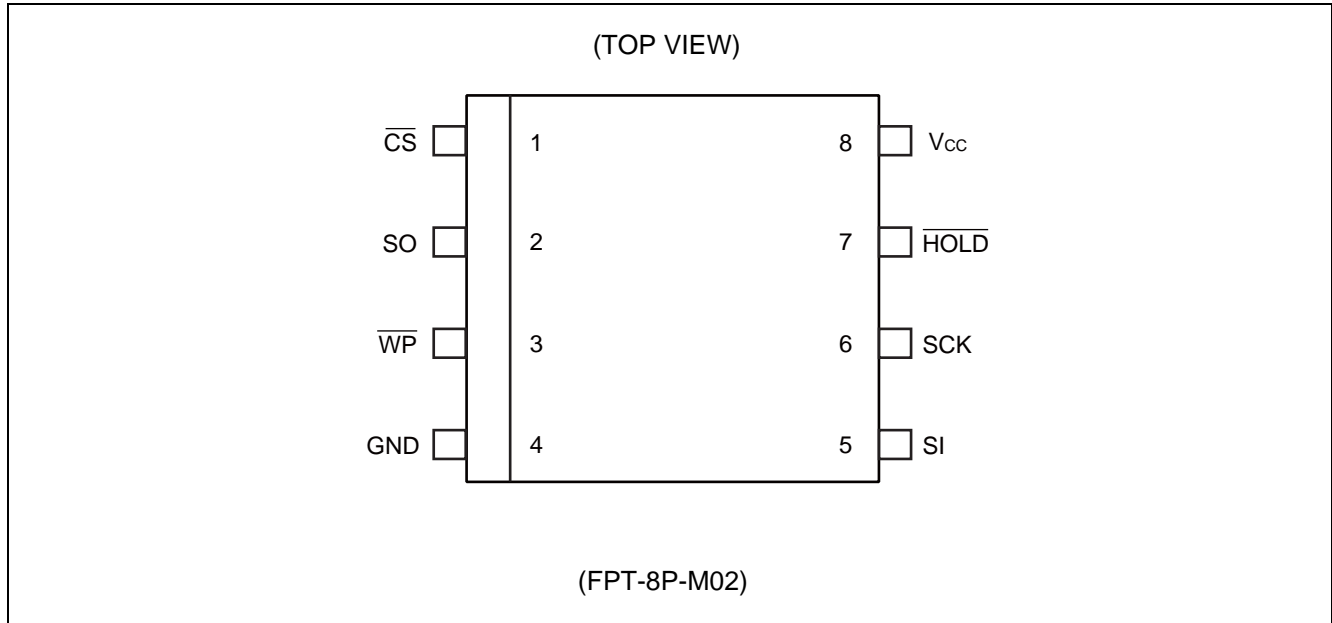 (TOP VIEW)
CS 1 8 VCC
SO 2 7 HOLD
WP 3 6 SCK
GND 4 5 SI
(FPT-8P-M02)